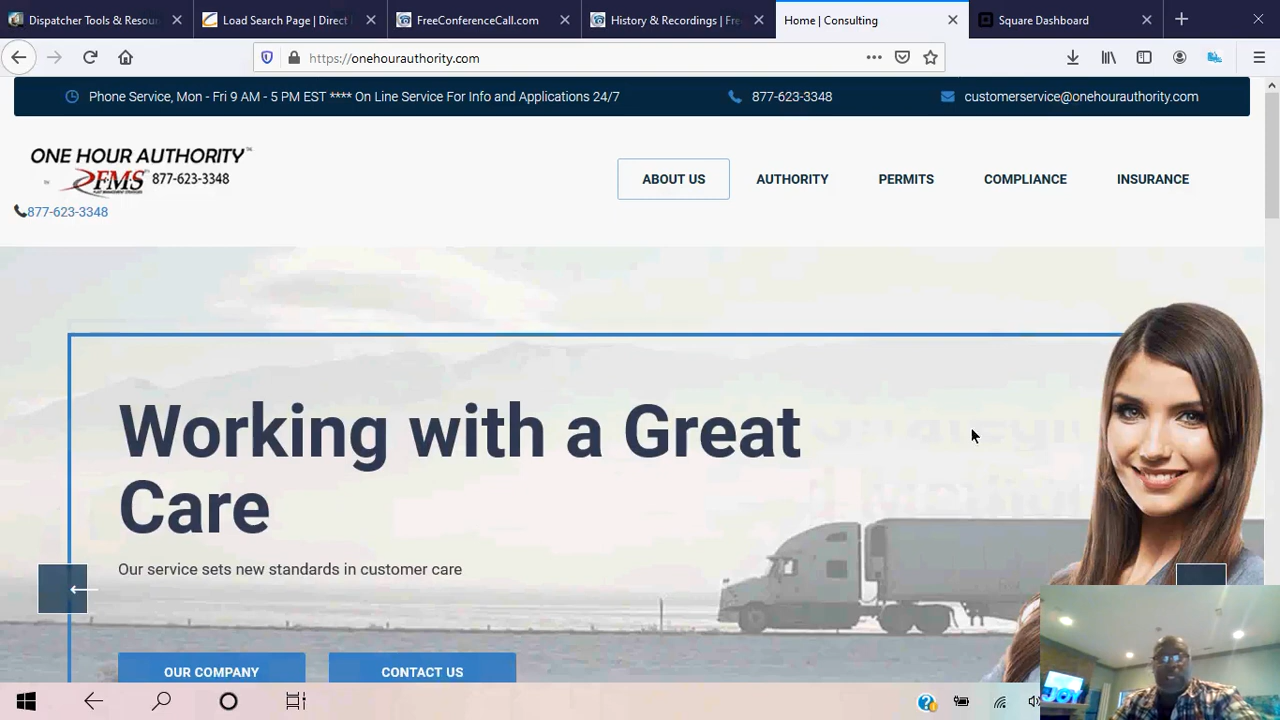 Dispatcher Tools & Resour
Load Search Page | Direct
FreeConferenceCall.com
History & Recordings | Fre
Home | Consulting
Square Dashboard
https://onehourauthority.com
Phone Service, Mon - Fri 9 AM - 5 PM EST **** On Line Service For Info and Applications 24/7
877-623-3348
customerservice@onehourauthority.com
ONE HOUR AUTHORITY
FMS 877-623-3348
877-623-3348
ABOUT US
AUTHORITY
PERMITS
COMPLIANCE
INSURANCE
Working with a Great
Care
Our service sets new standards in customer care
OUR COMPANY
CONTACT US
JOY